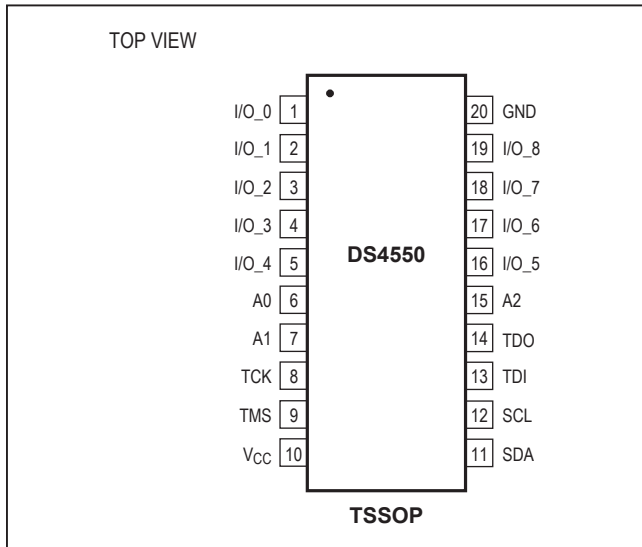 TOP VIEW
I/O_0 1 20 GND
I/O_1 2 19 I/O_8
I/O_2 3 18 I/O_7
I/O_3 4 17 I/O_6
DS4550
I/O_4 5 16 I/O_5
A0 6 15 A2
A1 7 14 TDO
TCK 8 13 TDI
TMS 9 12 SCL
VCC 10 11 SDA
TSSOP